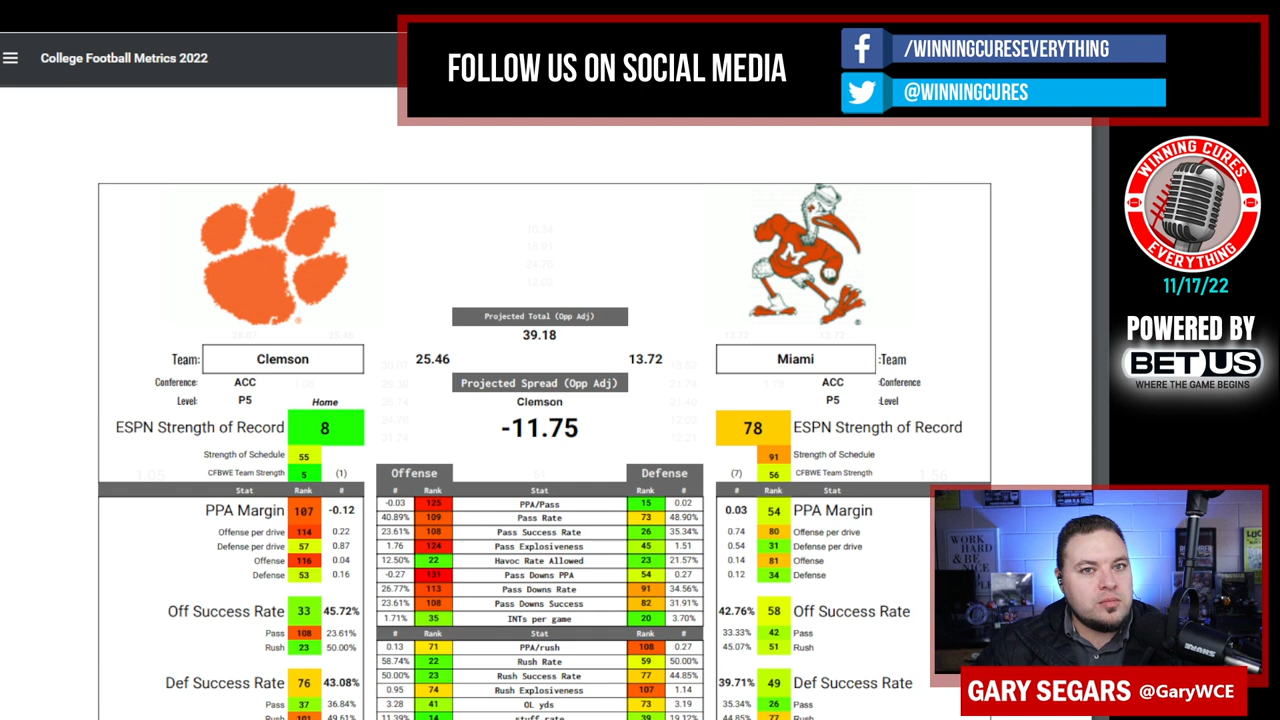 FOLLOW US ON SOCIAL MEDIA
/WINNINGCURESEVERYTHING
@WINNINGCURES
College Football Metrics 2022
WINNING CURES
EVERYTHING
11/17/22
POWERED BY
BETUS
WHERE THE GAME BEGINS
Projected Total (Opp Adj)
39.18
Team: Clemson 25.46 13.72 Miami :Team
Conference: ACC Projected Spread (Opp Adj) ACC :Conference
Level: P5 Clemson P5 :Level
Home
-11.75
ESPN Strength of Record 8 78 ESPN Strength of Record
Strength of Schedule 55 91 Strength of Schedule
CFBWE Team Strength 5 (1) (7) 56 CFBWE Team Strength
Offense Defense
Stat Rank # # Rank Stat Rank # # Rank Stat
PPA Margin 107 -0.12 0.03 54 PPA Margin
Offense per drive 114 0.22 0.74 80 Offense per drive
Defense per drive 57 0.87 0.54 31 Defense per drive
Offense 116 0.04 0.14 81 Offense
Defense 53 0.16 0.12 34 Defense
Off Success Rate 33 45.72% 42.76% 58 Off Success Rate
Pass 108 23.61% 33.33% 42 Pass
Rush 23 50.00% 45.07% 51 Rush
Def Success Rate 76 43.08% 39.71% 49 Def Success Rate
Pass 37 36.84% 35.34% 26 Pass
-0.03 125 PPA/Pass 15 0.02
40.89% 109 Pass Rate 73 48.90%
23.61% 108 Pass Success Rate 26 35.34%
1.76 124 Pass Explosiveness 45 1.51
12.50% 22 Havoc Rate Allowed 23 21.57%
-0.27 131 Pass Downs PPA 54 0.27
26.77% 113 Pass Downs Rate 91 34.56%
23.61% 108 Pass Downs Success 82 31.91%
1.71% 35 INTs per game 20 3.70%
# Rank Stat Rank #
0.13 71 PPA/rush 108 0.27
58.74% 22 Rush Rate 59 50.00%
50.00% 23 Rush Success Rate 77 44.85%
0.95 74 Rush Explosiveness 107 1.14
3.28 41 OL yds 73 3.19
11.39% 14 stuff rate 39 19.12%
WORK
HARD
GARY SEGARS @GaryWCE